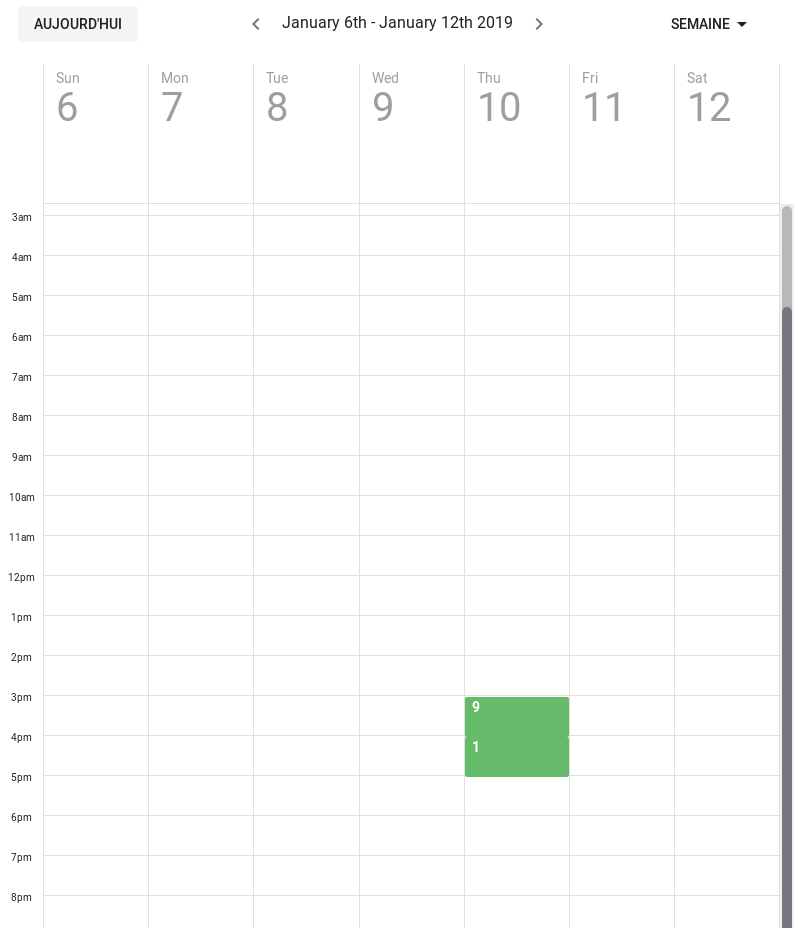 AUJOURD'HUI January 6th - January 12th 2019 SEMAINE
Sun Mon Tue Wed Thu Fri Sat
6 7 8 9 10 11 12
3am
4am
5am
6am
7am
8am
9am
10am
11am
12pm
1pm
2pm
3pm
9
4pm
1
5pm
6pm
7pm
8pm